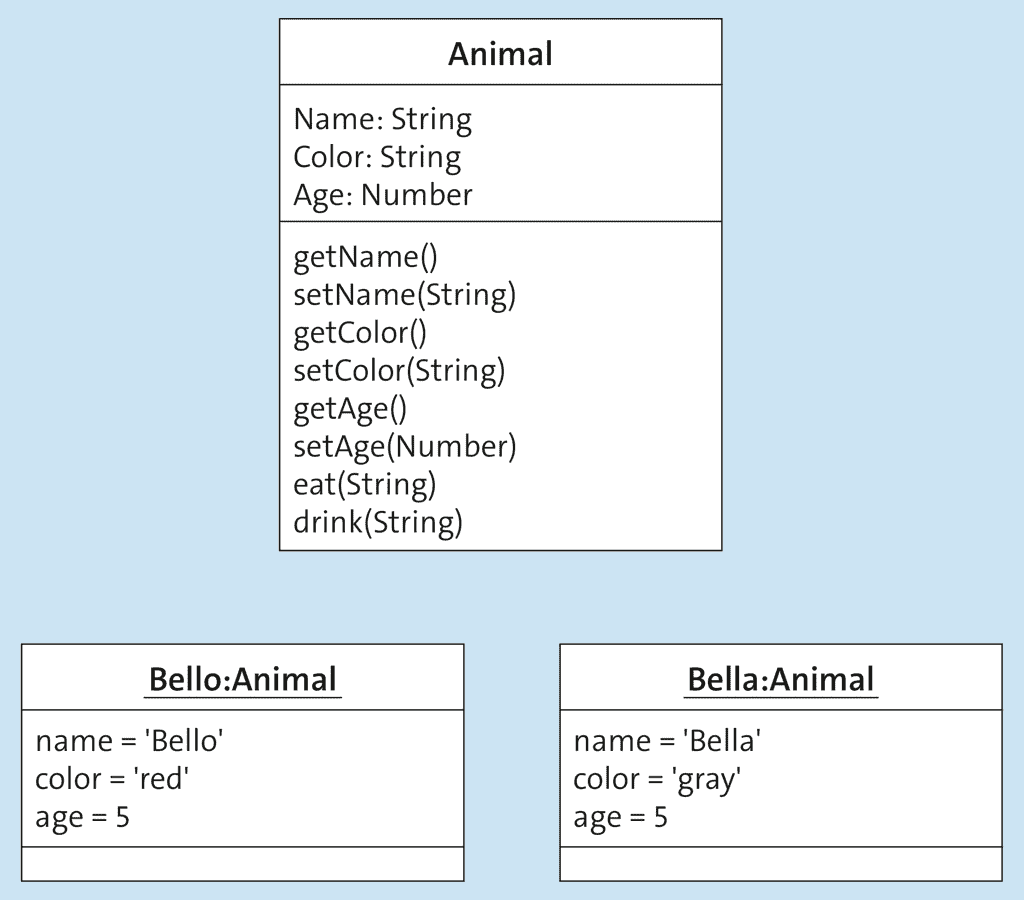 Animal
Name: String
Color: String
Age: Number
getName()
setName(String)
getColor()
setColor(String)
getAge()
setAge(Number)
eat(String)
drink(String)
Bello:Animal
name = 'Bello'
color = 'red'
age = 5
Bella:Animal
name = 'Bella'
color = 'gray'
age = 5